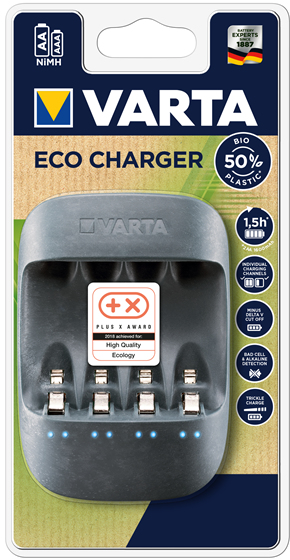 AA
AAA
NiMH
BATTERY
EXPERTS
SINCE
1887
VARTA
ECO CHARGER
BIO
50%
PLASTIC*
VARTA
1,5h*
INDIVIDUAL
CHARGING
CHANNELS
+X
PLUS X AWARD
2018 achieved for:
High Quality
Ecology
MINUS
DELTA V
CUT OFF
BAD CELL
& ALKALINE
DETECTION
TRICKLE
CHARGE